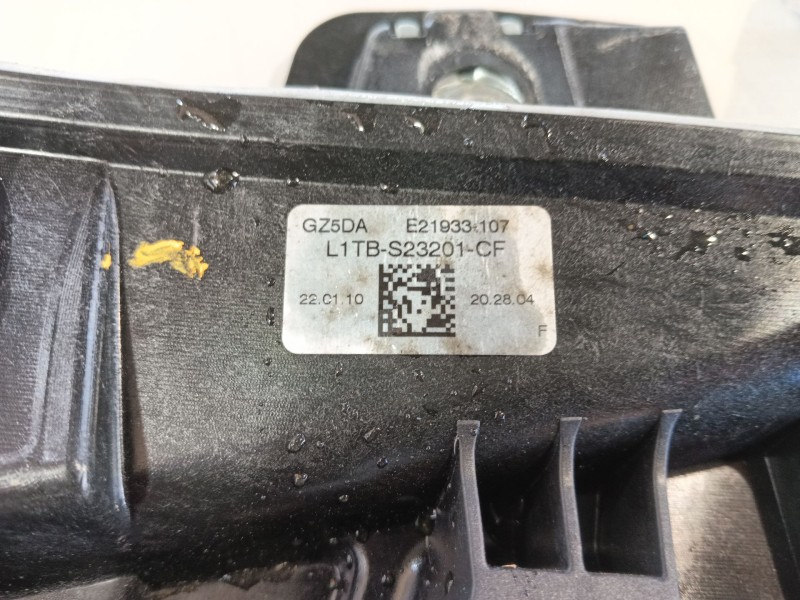 GZ5DA E21933-107
L1TB-S23201-CF
22.01.10 20.28.04
F